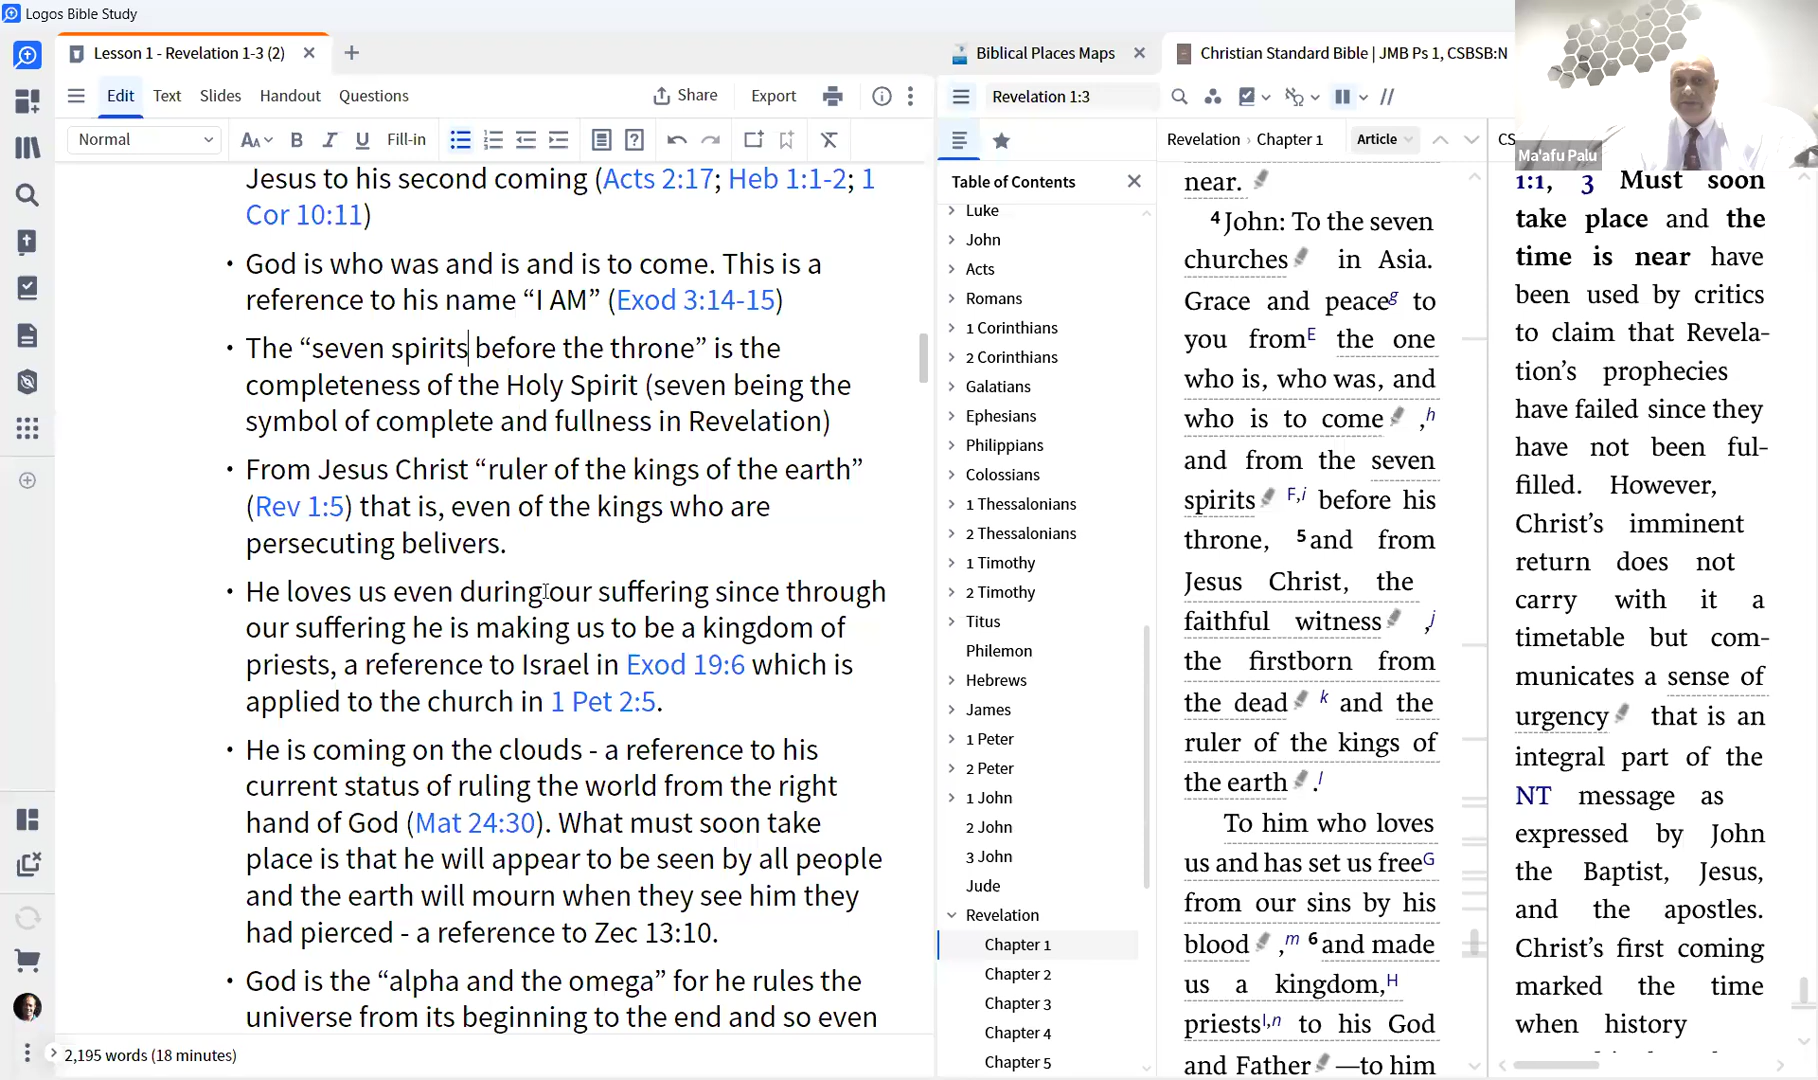 Logos Bible Study
Lesson 1 - Revelation 1-3 (2)
Edit Text Slides Handout Questions
Share Export
Normal
Fill-in
Jesus to his second coming (Acts 2:17; Heb 1:1-2; 1
Cor 10:11)
• God is who was and is and is to come. This is a
reference to his name “I AM” (Exod 3:14-15)
• The “seven spirits before the throne” is the
completeness of the Holy Spirit (seven being the
symbol of complete and fullness in Revelation)
• From Jesus Christ “ruler of the kings of the earth”
(Rev 1:5) that is, even of the kings who are
persecuting belivers.
• He loves us even during our suffering since through
our suffering he is making us to be a kingdom of
priests, a reference to Israel in Exod 19:6 which is
applied to the church in 1 Pet 2:5.
• He is coming on the clouds - a reference to his
current status of ruling the world from the right
hand of God (Mat 24:30). What must soon take
place is that he will appear to be seen by all people
and the earth will mourn when they see him they
had pierced - a reference to Zec 13:10.
• God is the “alpha and the omega” for he rules the
universe from its beginning to the end and so even
2,195 words (18 minutes)
Biblical Places Maps
Christian Standard Bible | JMB Ps 1, CSBSB:N
Revelation 1:3
Table of Contents
Luke
John
Acts
Romans
1 Corinthians
2 Corinthians
Galatians
Ephesians
Philippians
Colossians
1 Thessalonians
2 Thessalonians
1 Timothy
2 Timothy
Titus
Philemon
Hebrews
James
1 Peter
2 Peter
1 John
2 John
3 John
Jude
Revelation
Chapter 1
Chapter 2
Chapter 3
Chapter 4
Chapter 5
Revelation › Chapter 1
Article
CS
near.
4 John: To the seven
churches in Asia.
Grace and peace g to
you from E the one
who is, who was, and
who is to come , h
and from the seven
spirits F,i before his
throne, 5 and from
Jesus Christ, the
faithful witness , j
the firstborn from
the dead k and the
ruler of the kings of
the earth . l
To him who loves
us and has set us free G
from our sins by his
blood , m 6 and made
us a kingdom, H
priests I,n to his God
and Father —to him
Ma'afu Palu
1:1, 3 Must soon
take place and the
time is near have
been used by critics
to claim that Revela-
tion’s prophecies
have failed since they
have not been ful-
filled. However,
Christ’s imminent
return does not
carry with it a
timetable but com-
municates a sense of
urgency that is an
integral part of the
NT message as
expressed by John
the Baptist, Jesus,
and the apostles.
Christ’s first coming
marked the time
when history